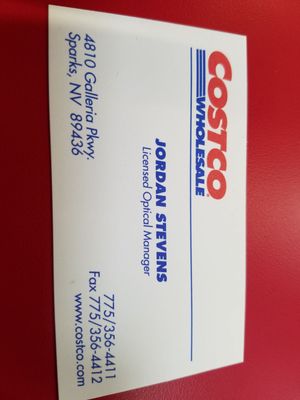 COSTCO
WHOLESALE
JORDAN STEVENS
Licensed Optical Manager
4810 Galleria Pkwy.
Sparks, NV 89436
775/356-4411
Fax 775/356-4412
www.costco.com